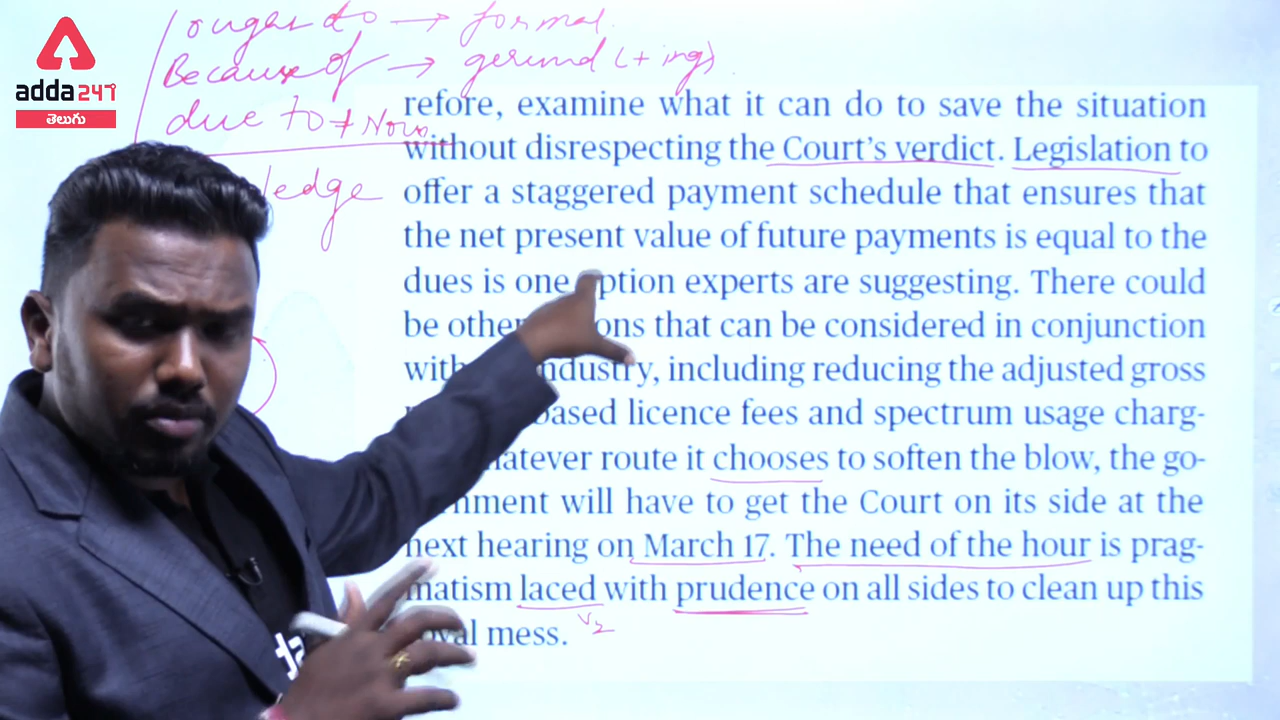 ought to → formal
Because of → gerund (+ ing)
due to + Noun
ledge
adda247
తెలుగు
refore, examine what it can do to save the situation
without disrespecting the Court's verdict. Legislation to
offer a staggered payment schedule that ensures that
the net present value of future payments is equal to the
dues is one option experts are suggesting. There could
be other ons that can be considered in conjunction
with industry, including reducing the adjusted gross
based licence fees and spectrum usage charg-
hatever route it chooses to soften the blow, the go-
nment will have to get the Court on its side at the
next hearing on March 17. The need of the hour is prag-
matism laced with prudence on all sides to clean up this
V2
oyal mess.